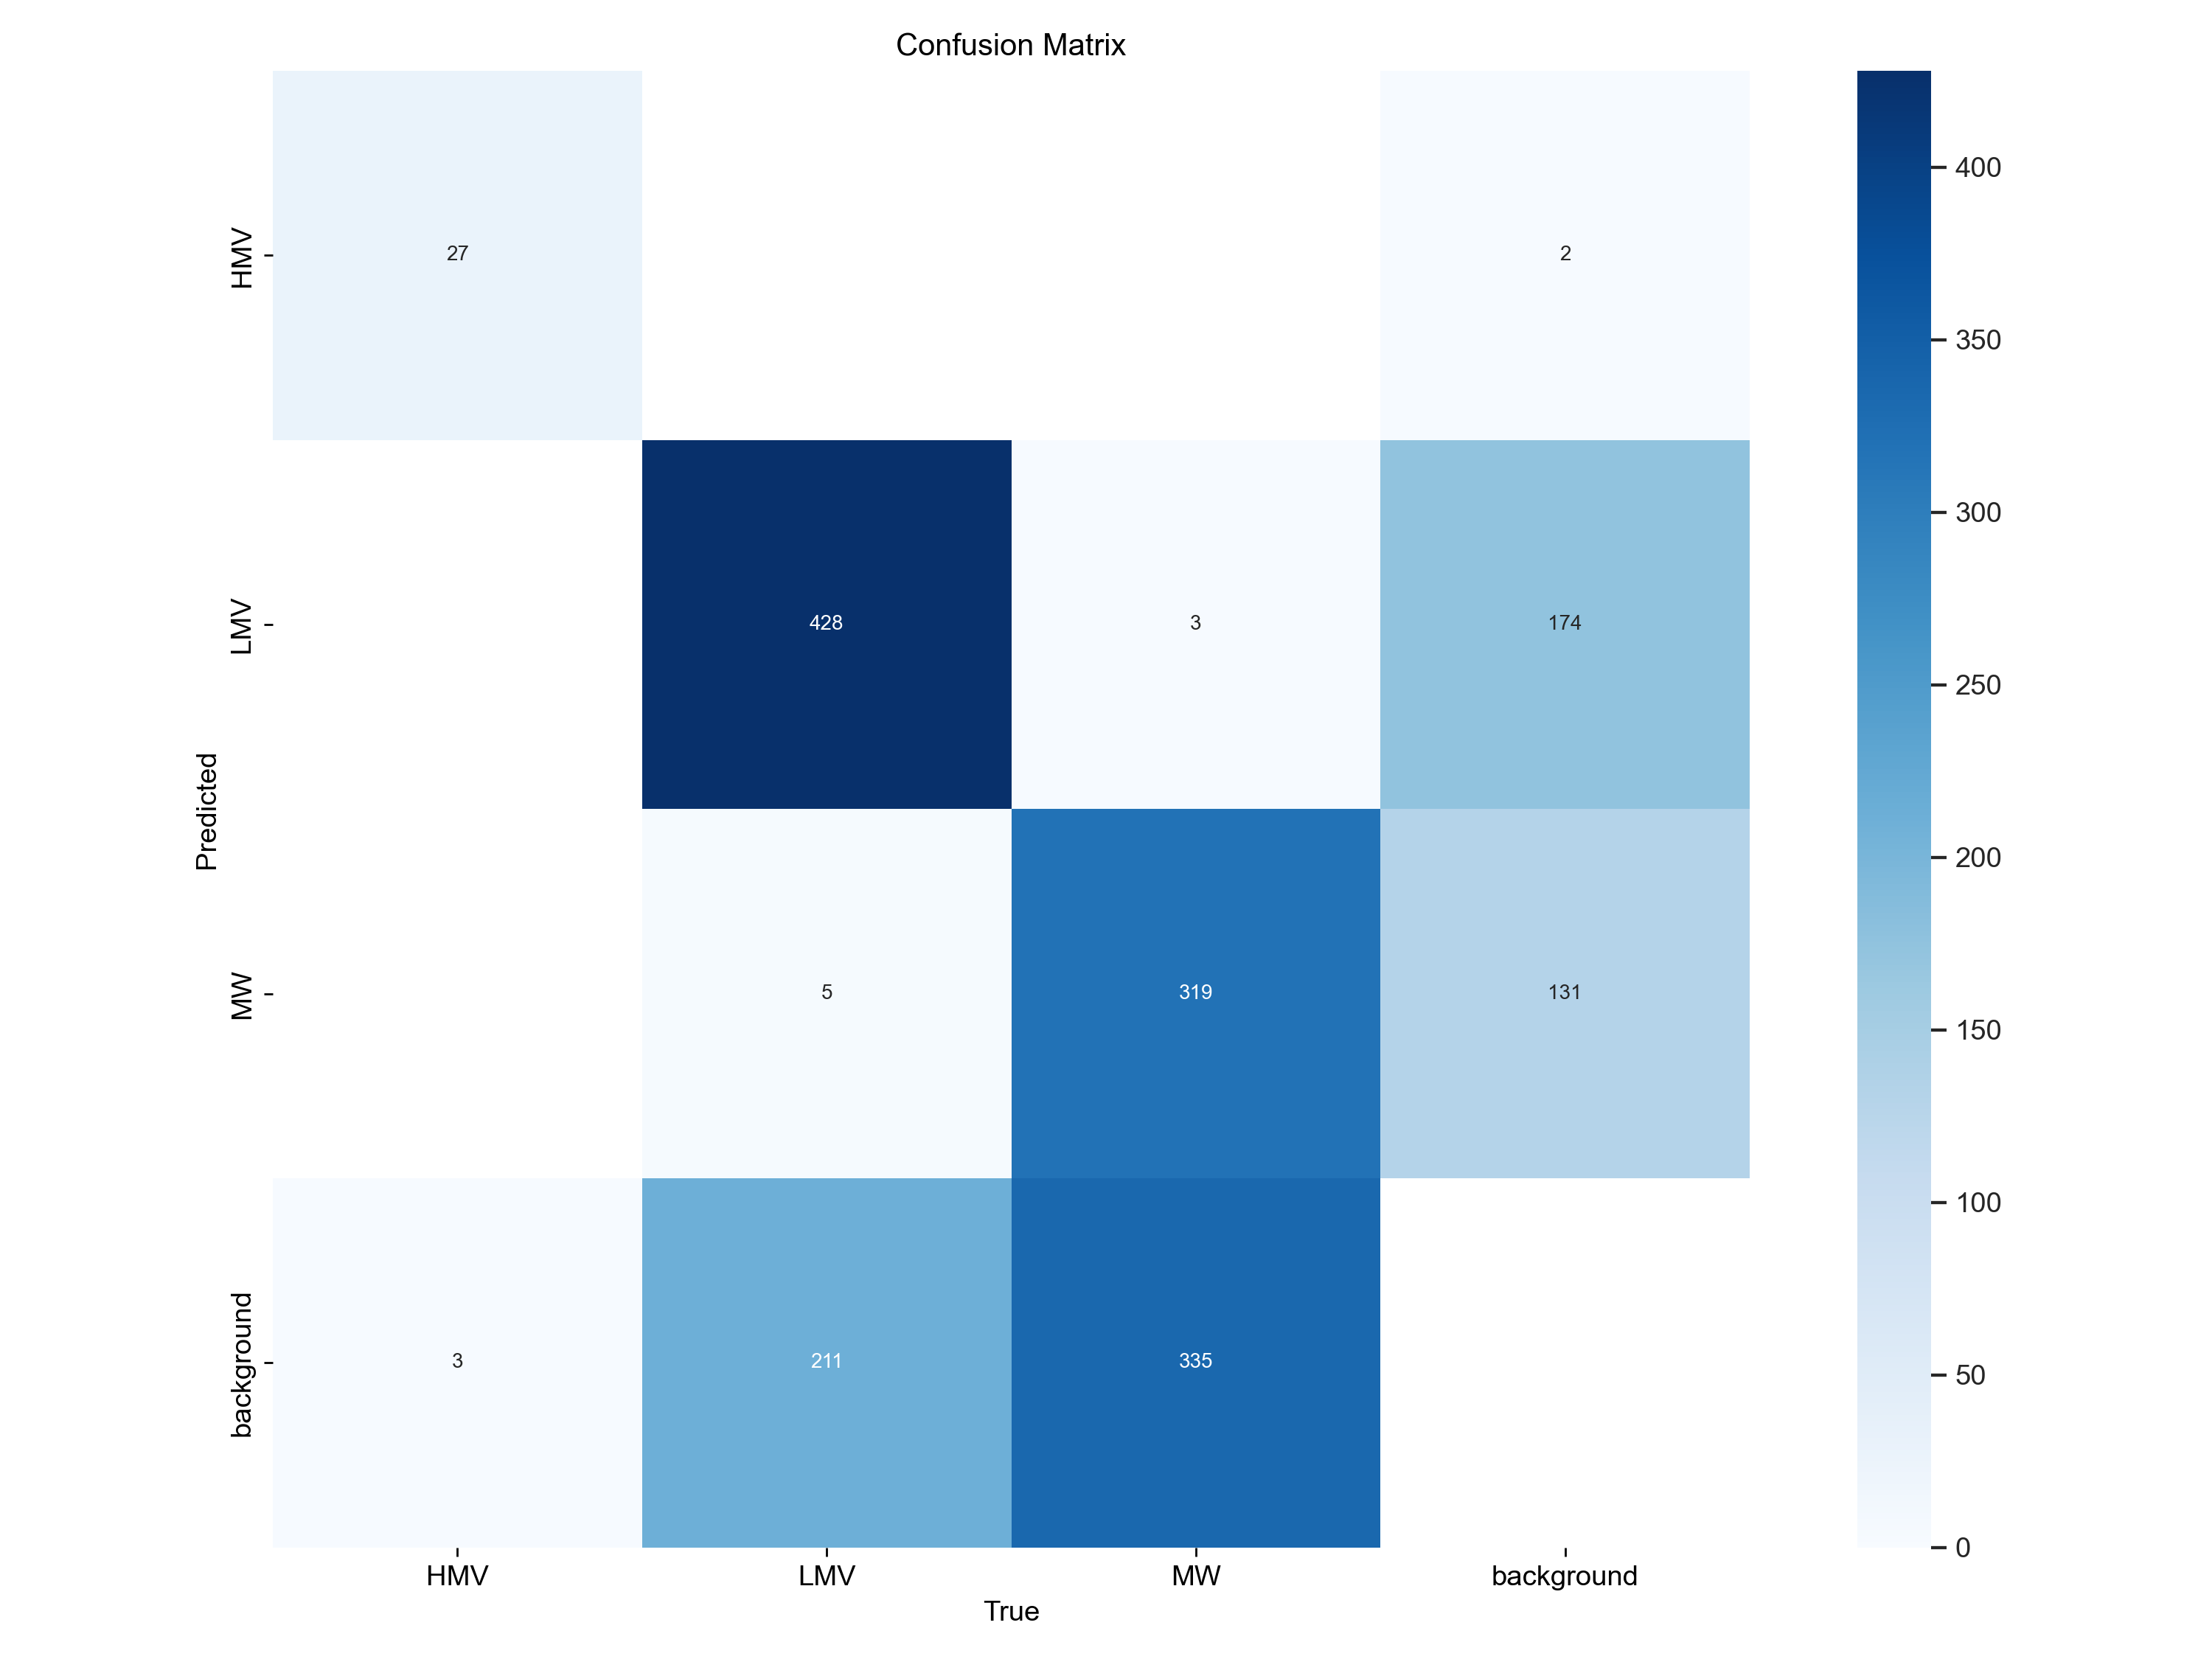 Confusion Matrix
HMV
27
2
LMV
428
3
174
MW
5
319
131
background
3
211
335
HMV
LMV
MW
background
Predicted
True
400
350
300
250
200
150
100
50
0